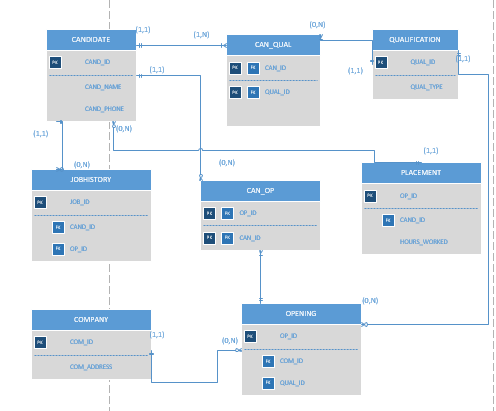 CANDIDATE
PK CAND_ID
CAND_NAME
CAND_PHONE
(1,1)
(1,N)
(0,N)
CAN_QUAL
PK FK CAN_ID
PK FK QUAL_ID
QUALIFICATION
PK QUAL_ID
QUAL_TYPE
(1,1)
(1,1)
(1,1)
(1,1)
(0,N)
(0,N)
(0,N)
(1,1)
JOBHISTORY
PK JOB_ID
FK CAND_ID
FK OP_ID
CAN_OP
PK FK OP_ID
PK FK CAN_ID
PLACEMENT
PK OP_ID
FK CAND_ID
HOURS_WORKED
COMPANY
PK COM_ID
COM_ADDRESS
(1,1)
(0,N)
(0,N)
OPENING
PK OP_ID
FK COM_ID
FK QUAL_ID